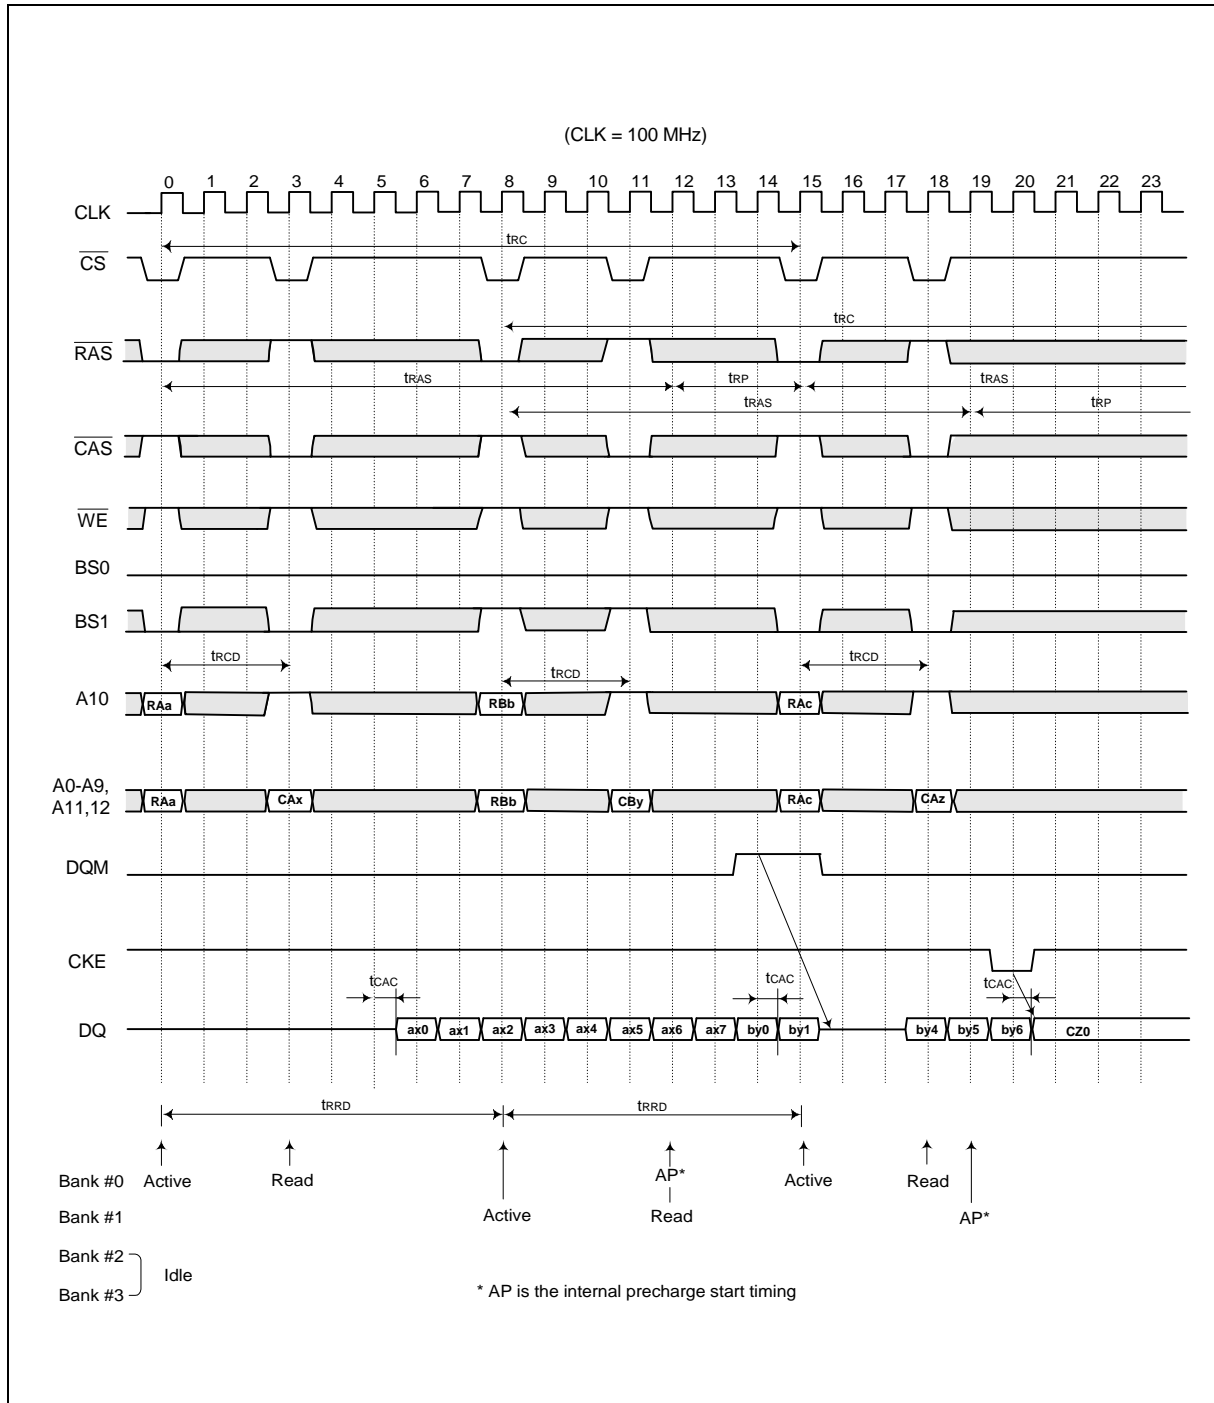 (CLK = 100 MHz)
0 1 2 3 4 5 6 7 8 9 10 11 12 13 14 15 16 17 18 19 20 21 22 23
CLK
tRC
CS
tRC
RAS
tRAS tRP tRAS
tRAS tRP
CAS
WE
BS0
BS1
tRCD tRCD tRCD
A10 RAa RBb RAc
A0-A9,
A11,12 RAa CAx RBb CBy RAc CAz
DQM
CKE
tCAC tCAC tCAC
DQ ax0 ax1 ax2 ax3 ax4 ax5 ax6 ax7 by0 by1 by4 by5 by6 CZ0
tRRD tRRD
Bank #0 Active Read AP* Active Read
Bank #1 Active Read AP*
Bank #2
Idle
Bank #3
* AP is the internal precharge start timing